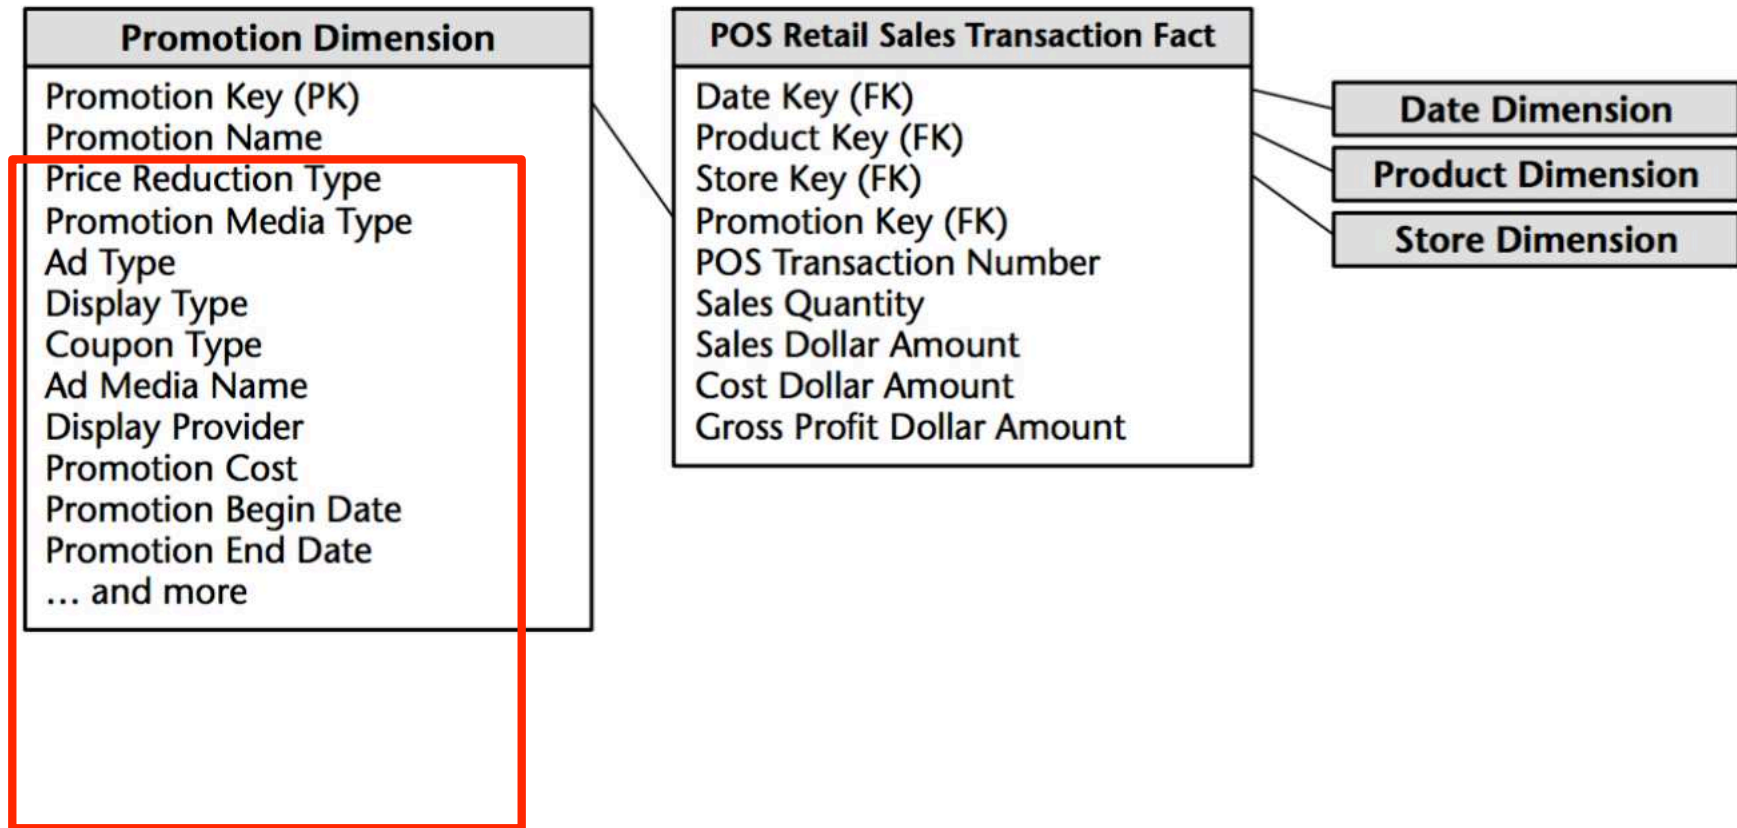 Promotion Dimension
Promotion Key (PK)
Promotion Name
Price Reduction Type
Promotion Media Type
Ad Type
Display Type
Coupon Type
Ad Media Name
Display Provider
Promotion Cost
Promotion Begin Date
Promotion End Date
... and more
POS Retail Sales Transaction Fact
Date Key (FK)
Product Key (FK)
Store Key (FK)
Promotion Key (FK)
POS Transaction Number
Sales Quantity
Sales Dollar Amount
Cost Dollar Amount
Gross Profit Dollar Amount
Date Dimension
Product Dimension
Store Dimension